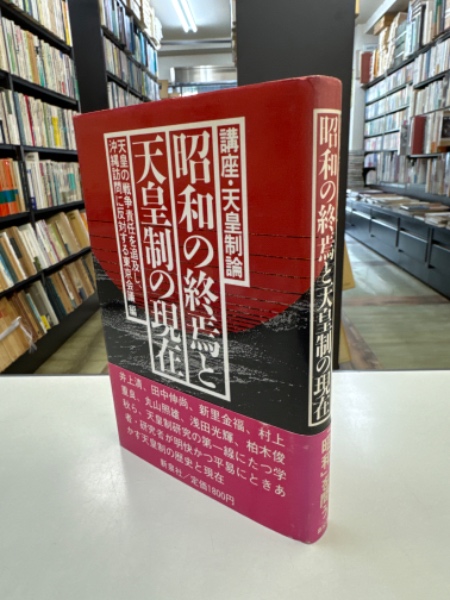 講座・天皇制論
昭和の終焉と
天皇制の現在
天皇の戦争責任を追及し、
沖縄訪問に反対する東京会議 編
井上清、田中伸尚、新里金福、村上
重良、丸山照雄、浅田光輝、柏木俊
秋ら、天皇制研究の第一線にたつ学
者・研究者が明快かつ平易にときあ
かす天皇制の歴史と現在
新泉社／定価1800円
昭和の終焉と天皇制の現在